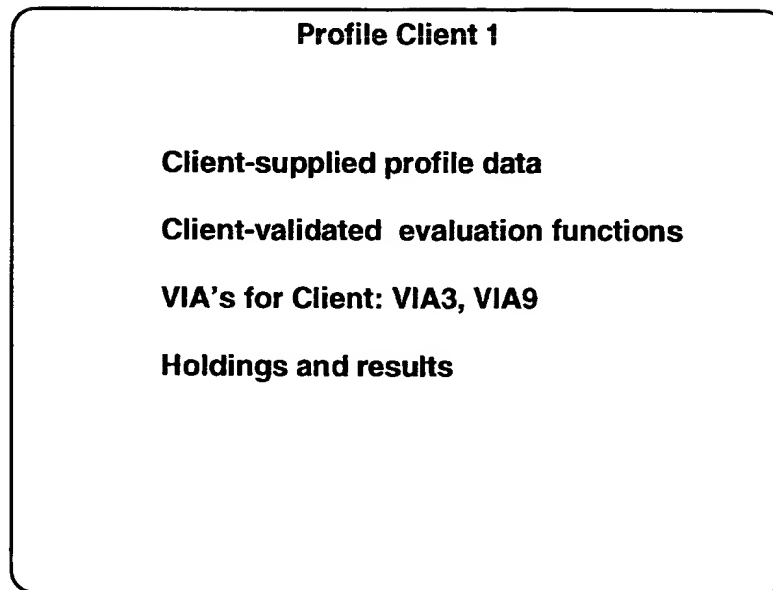 Profile Client 1
Client-supplied profile data
Client-validated evaluation functions
VIA's for Client: VIA3, VIA9
Holdings and results